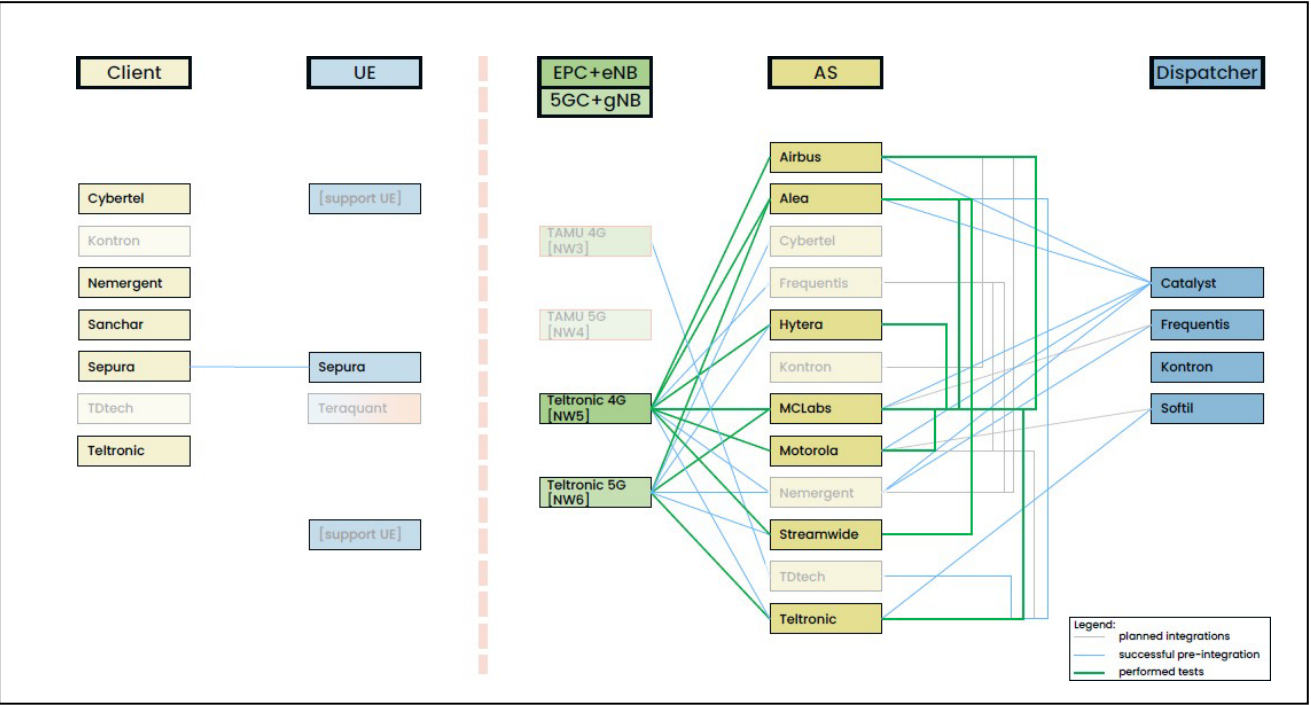 Client
UE
EPC+eNB
5GC+gNB
AS
Dispatcher
Cybertel
Kontron
Nemergent
Sanchar
Sepura
TDtech
Teltronic
[support UE]
Sepura
Teraquant
[support UE]
TAMU 4G
[NW3]
TAMU 5G
[NW4]
Teltronic 4G
[NW5]
Teltronic 5G
[NW6]
Airbus
Alea
Cybertel
Frequentis
Hytera
Kontron
MCLabs
Motorola
Nemergent
Streamwide
TDtech
Teltronic
Catalyst
Frequentis
Kontron
Softil
Legend:
planned integrations
successful pre-integration
performed tests